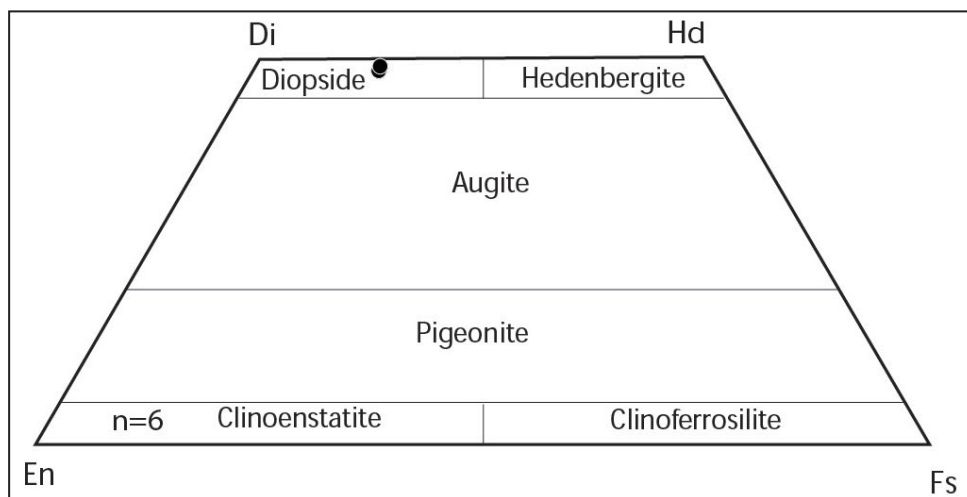 Di Hd
Diopside Hedenbergite
Augite
Pigeonite
n=6 Clinoenstatite Clinoferrosilite
En Fs